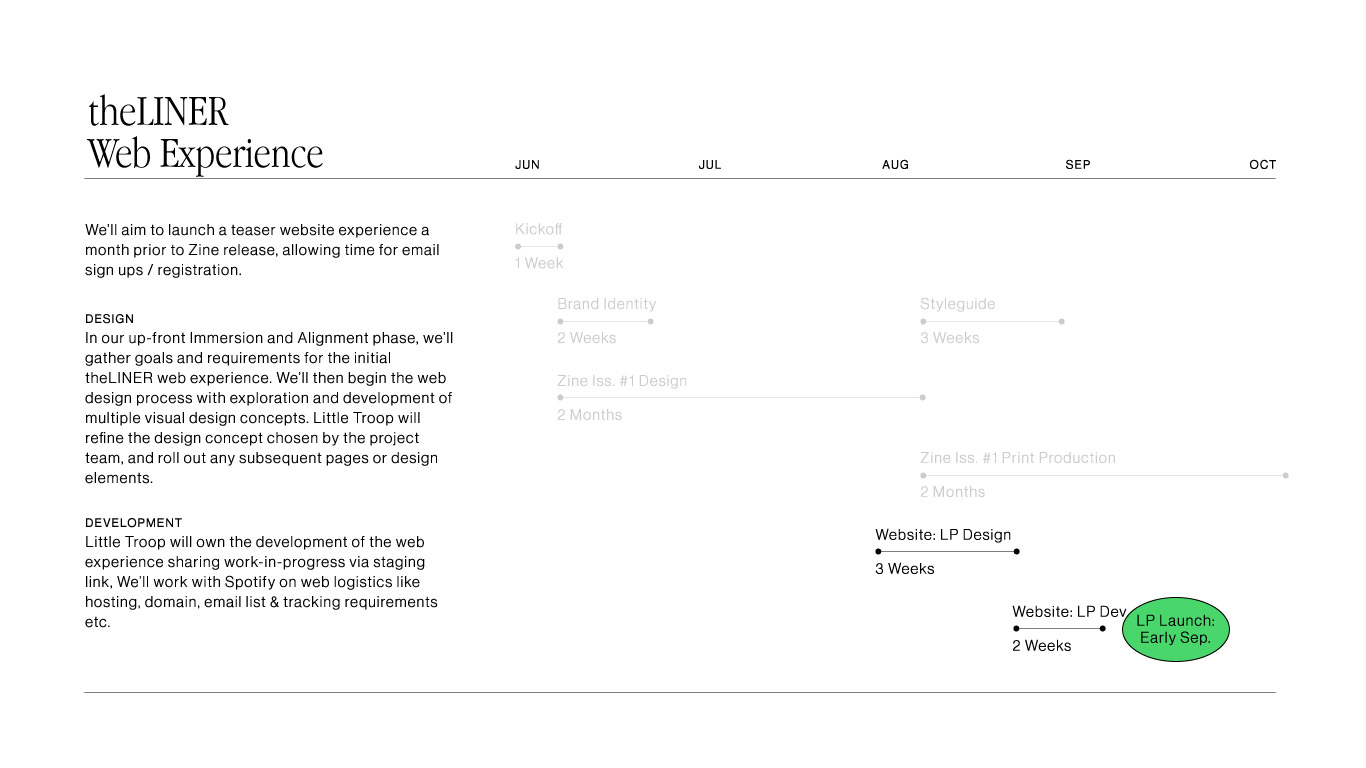 theLINER
Web Experience
JUN JUL AUG SEP OCT
We'll aim to launch a teaser website experience a
month prior to Zine release, allowing time for email
sign ups / registration.
DESIGN
In our up-front Immersion and Alignment phase, we'll
gather goals and requirements for the initial
theLINER web experience. We'll then begin the web
design process with exploration and development of
multiple visual design concepts. Little Troop will
refine the design concept chosen by the project
team, and roll out any subsequent pages or design
elements.
DEVELOPMENT
Little Troop will own the development of the web
experience sharing work-in-progress via staging
link, We'll work with Spotify on web logistics like
hosting, domain, email list & tracking requirements
etc.
Kickoff
1 Week
Brand Identity
2 Weeks
Styleguide
3 Weeks
Zine Iss. #1 Design
2 Months
Zine Iss. #1 Print Production
2 Months
Website: LP Design
3 Weeks
Website: LP Dev
2 Weeks
LP Launch:
Early Sep.